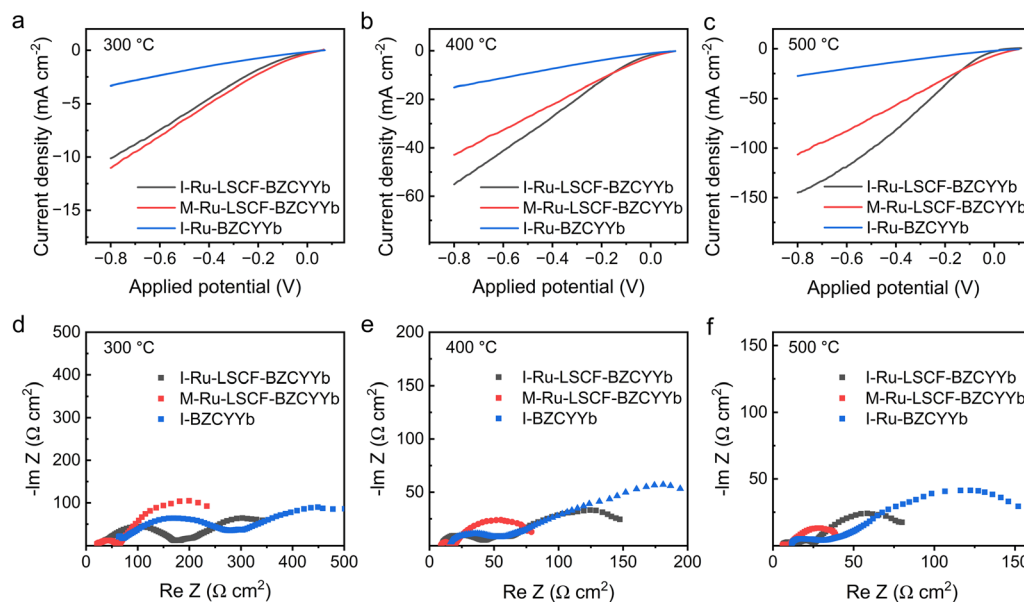 a
300 °C
0
−5
−10
−15
Current density (mA cm⁻²)
I-Ru-LSCF-BZCYYb
M-Ru-LSCF-BZCYYb
I-Ru-BZCYYb
−0.8 −0.6 −0.4 −0.2 0.0
Applied potential (V)
b
400 °C
0
−20
−40
−60
Current density (mA cm⁻²)
I-Ru-LSCF-BZCYYb
M-Ru-LSCF-BZCYYb
I-Ru-BZCYYb
−0.8 −0.6 −0.4 −0.2 0.0
Applied potential (V)
c
500 °C
0
−50
−100
−150
Current density (mA cm⁻²)
I-Ru-LSCF-BZCYYb
M-Ru-LSCF-BZCYYb
I-Ru-BZCYYb
−0.8 −0.6 −0.4 −0.2 0.0
Applied potential (V)
d
300 °C
500
400
300
200
100
0
-Im Z (Ω cm²)
I-Ru-LSCF-BZCYYb
M-Ru-LSCF-BZCYYb
I-BZCYYb
0 100 200 300 400 500
Re Z (Ω cm²)
e
400 °C
200
150
100
50
0
-Im Z (Ω cm²)
I-Ru-LSCF-BZCYYb
M-Ru-LSCF-BZCYYb
I-BZCYYb
0 50 100 150 200
Re Z (Ω cm²)
f
500 °C
150
100
50
0
-Im Z (Ω cm²)
I-Ru-LSCF-BZCYYb
M-Ru-LSCF-BZCYYb
I-Ru-BZCYYb
0 50 100 150
Re Z (Ω cm²)